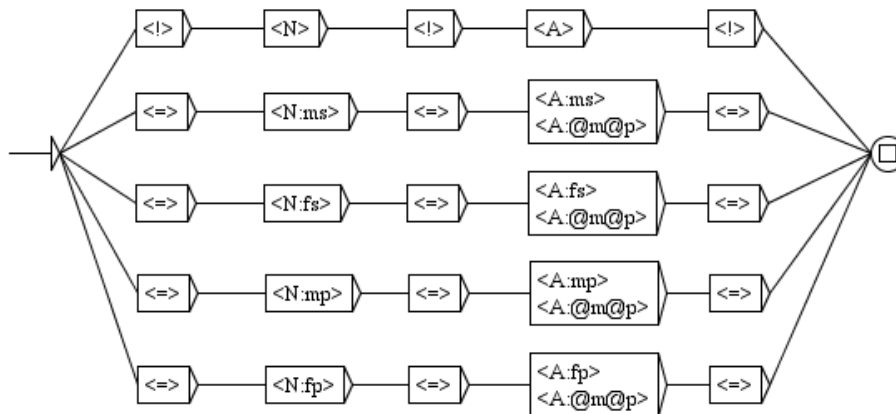 <!> <N> <!> <A> <!>
<=> <N:ms> <=> <A:ms> <=>
<A:@m@p>
<=> <N:fs> <=> <A:fs> <=>
<A:@m@p>
<=> <N:mp> <=> <A:mp> <=>
<A:@m@p>
<=> <N:fp> <=> <A:fp> <=>
<A:@m@p>